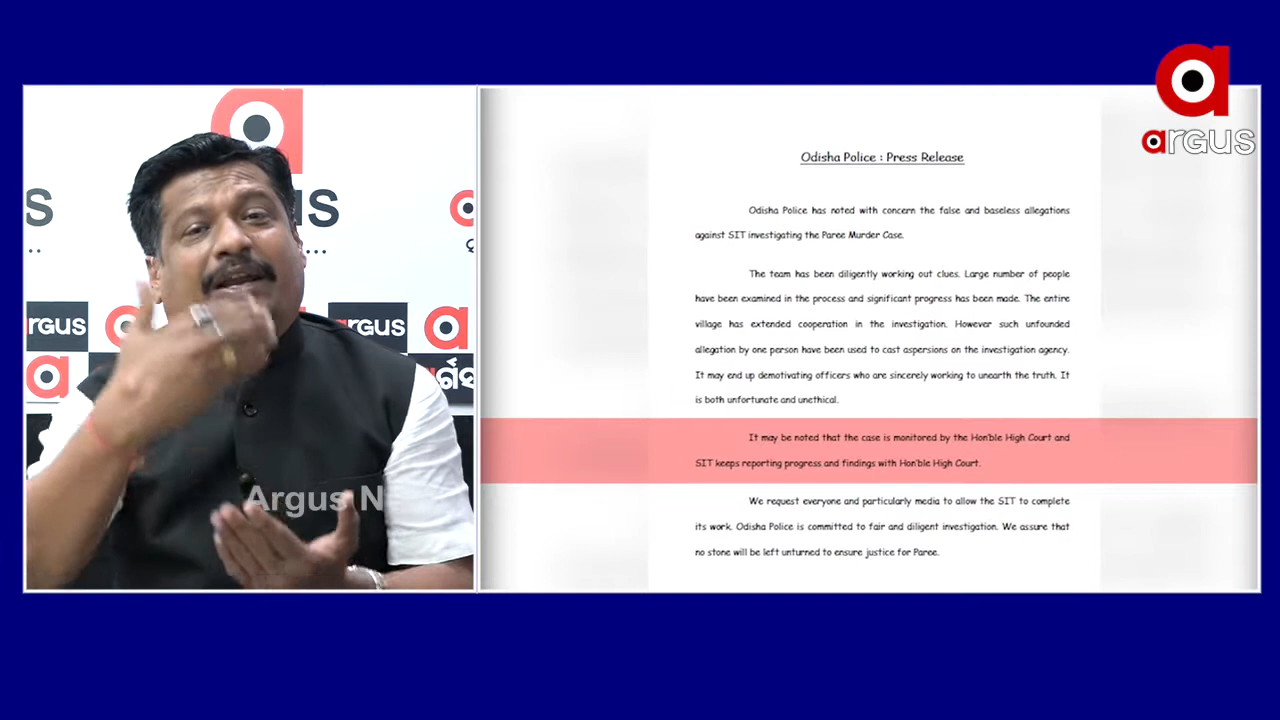 argus
Odisha Police : Press Release
Odisha Police has noted with concern the false and baseless allegations
against SIT investigating the Paree Murder Case.
The team has been diligently working out clues. Large number of people
have been examined in the process and significant progress has been made. The entire
village has extended cooperation in the investigation. However such unfounded
allegation by one person have been used to cast aspersions on the investigation agency.
It may end up demotivating officers who are sincerely working to unearth the truth. It
is both unfortunate and unethical.
It may be noted that the case is monitored by the Hon'ble High Court and
SIT keeps reporting progress and findings with Hon'ble High Court.
We request everyone and particularly media to allow the SIT to complete
its work. Odisha Police is committed to fair and diligent investigation. We assure that
no stone will be left unturned to ensure justice for Paree.
argus
argus
Argus N